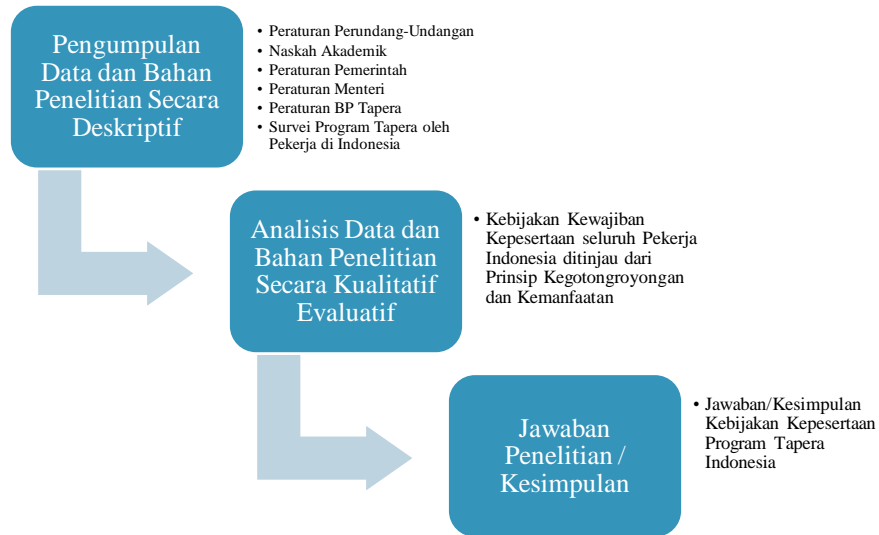 Pengumpulan
Data dan Bahan
Penelitian Secara
Deskriptif
• Peraturan Perundang-Undangan
• Naskah Akademik
• Peraturan Pemerintah
• Peraturan Menteri
• Peraturan BP Tapera
• Survei Program Tapera oleh
Pekerja di Indonesia
Analisis Data dan
Bahan Penelitian
Secara Kualitatif
Evaluatif
• Kebijakan Kewajiban
Kepesertaan seluruh Pekerja
Indonesia ditinjau dari
Prinsip Kegotongroyongan
dan Kemanfaatan
Jawaban
Penelitian /
Kesimpulan
• Jawaban/Kesimpulan
Kebijakan Kepesertaan
Program Tapera
Indonesia